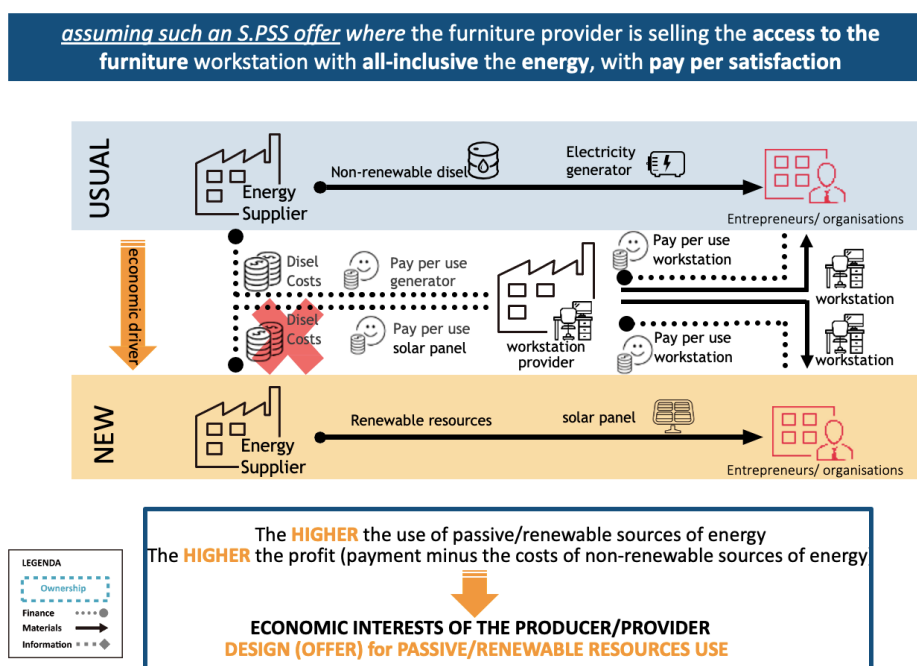 assuming such an S.PSS offer where the furniture provider is selling the access to the
furniture workstation with all-inclusive the energy, with pay per satisfaction
USUAL
Energy
Supplier
Non-renewable disel
Electricity
generator
Entrepreneurs/ organisations
economic driver
Disel
Costs
Pay per use
generator
Pay per use
workstation
workstation
Disel
Costs
Pay per use
solar panel
workstation
provider
Pay per use
workstation
workstation
NEW
Energy
Supplier
Renewable resources
solar panel
Entrepreneurs/ organisations
The HIGHER the use of passive/renewable sources of energy
The HIGHER the profit (payment minus the costs of non-renewable sources of energy
ECONOMIC INTERESTS OF THE PRODUCER/PROVIDER
DESIGN (OFFER) for PASSIVE/RENEWABLE RESOURCES USE
LEGENDA
Ownership
Finance
Materials
Information